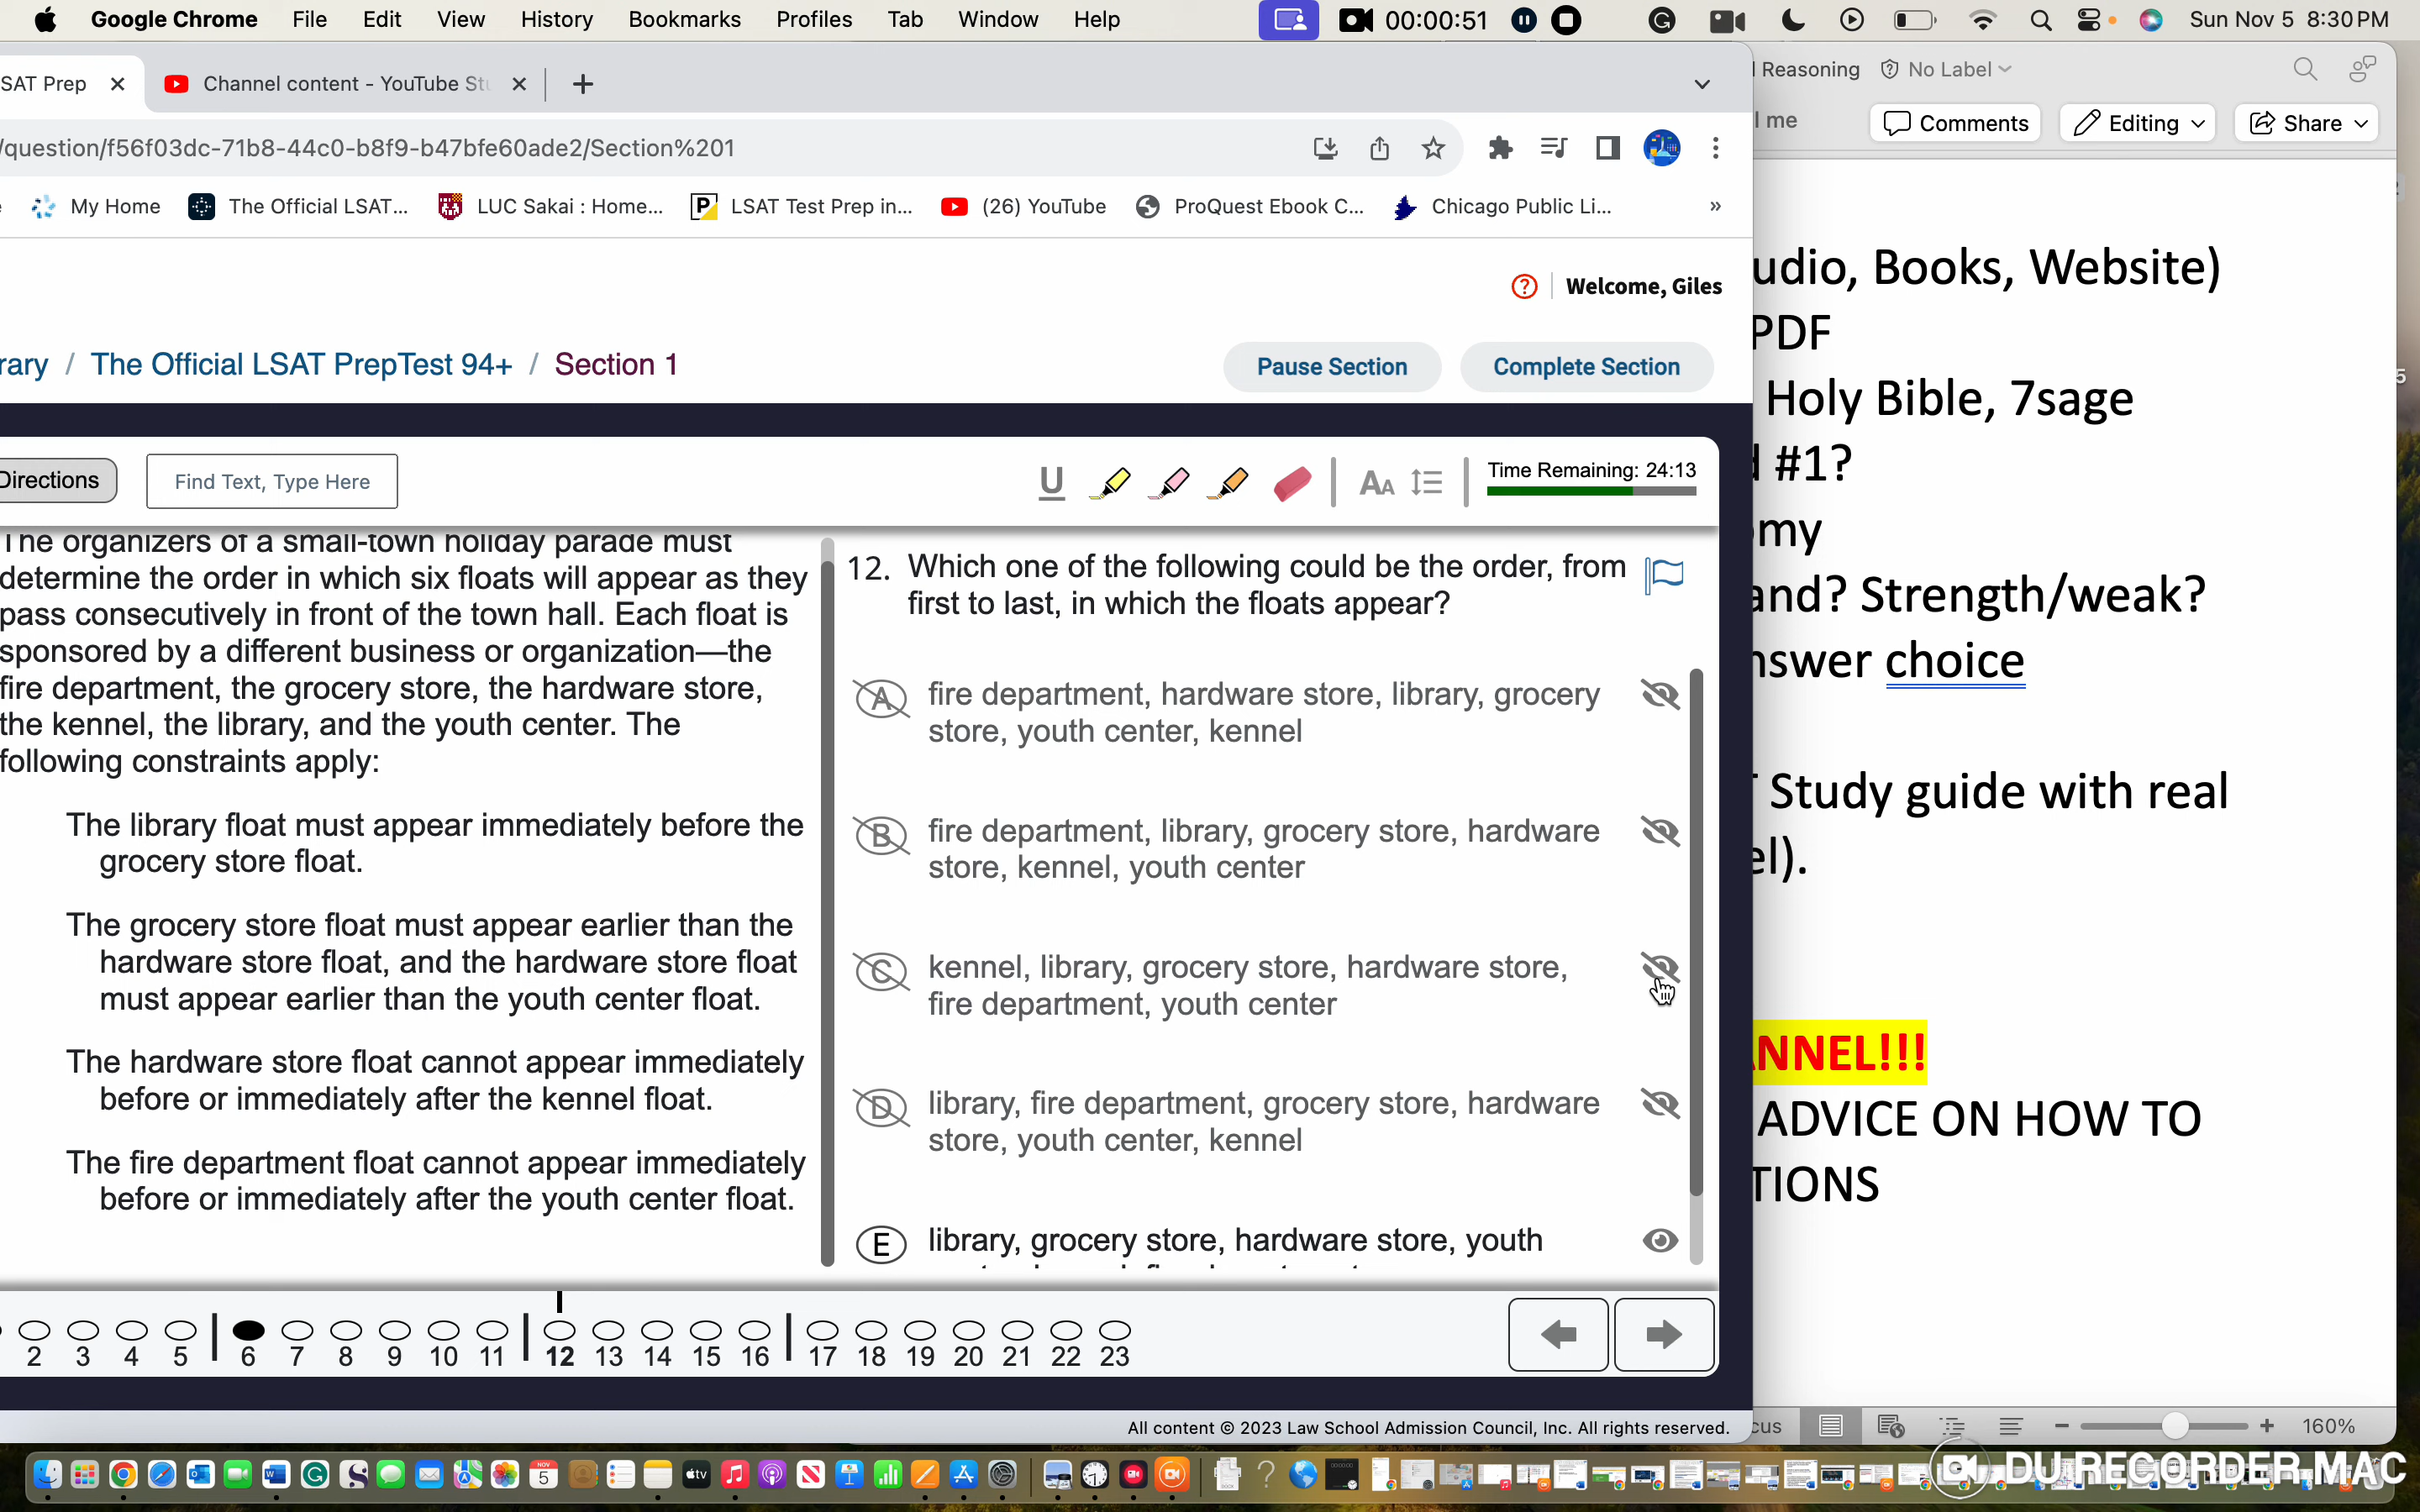 Google Chrome File Edit View History Bookmarks Profiles Tab Window Help 00:00:51 Sun Nov 5 8:30 PM
SAT Prep Channel content - YouTube St
Reasoning No Label
l me Comments Editing Share
/question/f56f03dc-71b8-44c0-b8f9-b47bfe60ade2/Section%201
My Home The Official LSAT... LUC Sakai : Home... LSAT Test Prep in... (26) YouTube ProQuest Ebook C... Chicago Public Li... »
Welcome, Giles
rary / The Official LSAT PrepTest 94+ / Section 1
Pause Section Complete Section
Directions Find Text, Type Here U AA Time Remaining: 24:13
The organizers of a small-town holiday parade must
determine the order in which six floats will appear as they
pass consecutively in front of the town hall. Each float is
sponsored by a different business or organization—the
fire department, the grocery store, the hardware store,
the kennel, the library, and the youth center. The
following constraints apply:
The library float must appear immediately before the
grocery store float.
The grocery store float must appear earlier than the
hardware store float, and the hardware store float
must appear earlier than the youth center float.
The hardware store float cannot appear immediately
before or immediately after the kennel float.
The fire department float cannot appear immediately
before or immediately after the youth center float.
12. Which one of the following could be the order, from
first to last, in which the floats appear?
A fire department, hardware store, library, grocery
store, youth center, kennel
B fire department, library, grocery store, hardware
store, kennel, youth center
C kennel, library, grocery store, hardware store,
fire department, youth center
D library, fire department, grocery store, hardware
store, youth center, kennel
E library, grocery store, hardware store, youth
2 3 4 5 6 7 8 9 10 11 12 13 14 15 16 17 18 19 20 21 22 23
All content © 2023 Law School Admission Council, Inc. All rights reserved.
udio, Books, Website)
PDF
Holy Bible, 7sage
d #1?
omy
and? Strength/weak?
nswer choice
Study guide with real
el).
ANNEL!!!
ADVICE ON HOW TO
TIONS
5
cus 160%
NOV
5
tv
DU RECORDER MAC